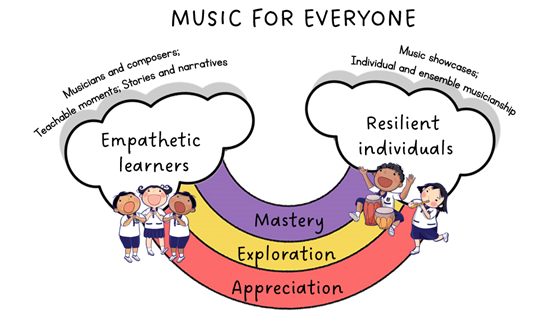 MUSIC FOR EVERYONE
Musicians and composers;
Teachable moments; Stories and narratives
Music showcases;
Individual and ensemble musicianship
Empathetic
learners
Resilient
individuals
Mastery
Exploration
Appreciation